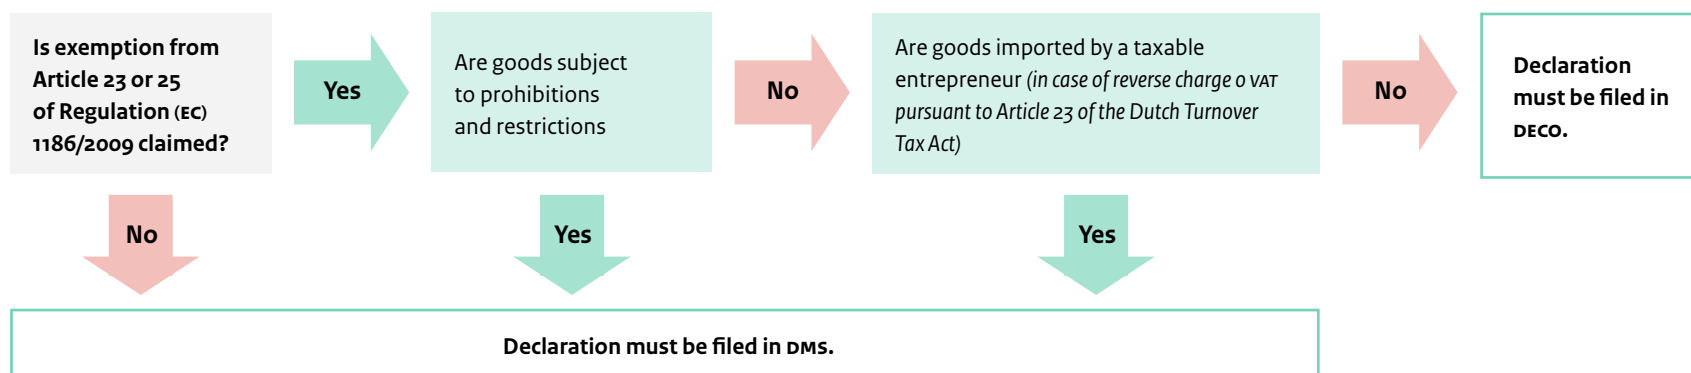 Is exemption from
Article 23 or 25
of Regulation (EC)
1186/2009 claimed?
Yes
Are goods subject
to prohibitions
and restrictions
No
Are goods imported by a taxable
entrepreneur (in case of reverse charge o VAT
pursuant to Article 23 of the Dutch Turnover
Tax Act)
No
Declaration
must be filed in
DECO.
No
Yes
Yes
Declaration must be filed in DMS.